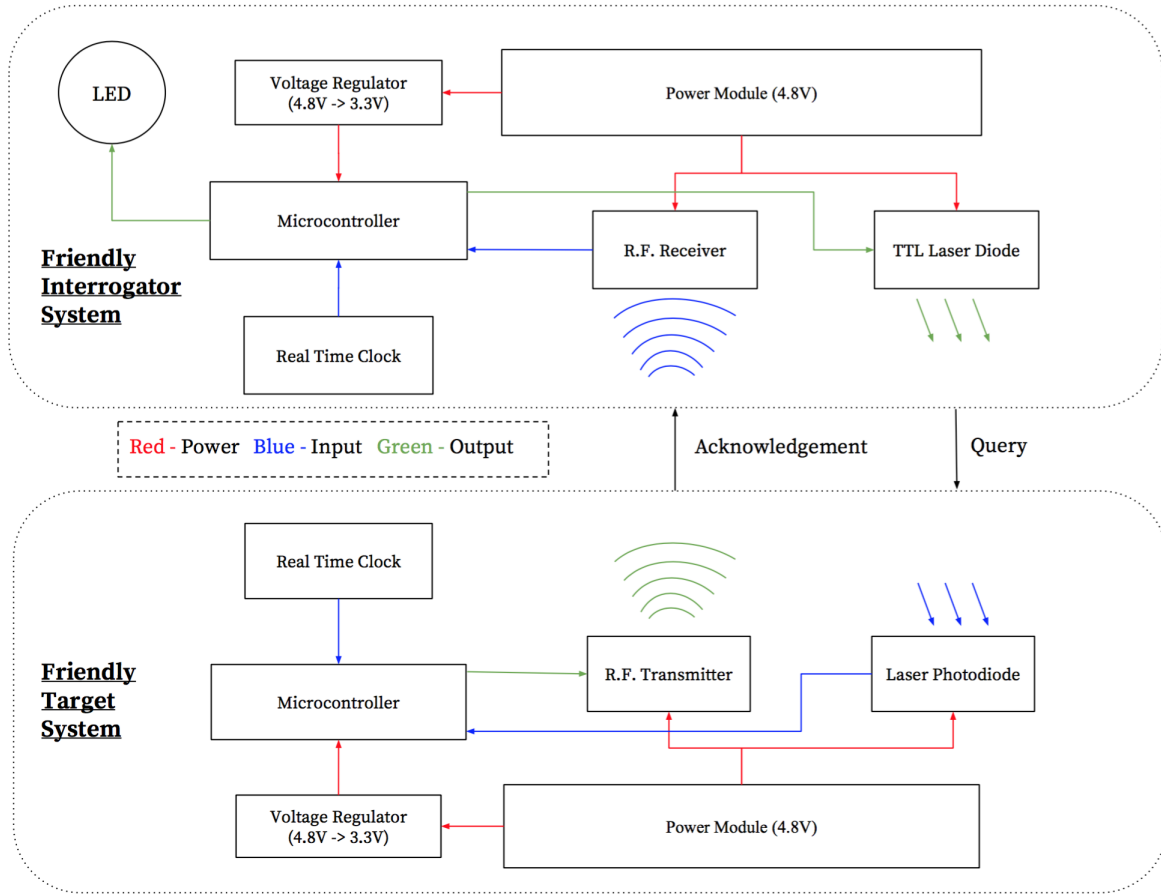 LED
Voltage Regulator
(4.8V -> 3.3V)
Power Module (4.8V)
Microcontroller
R.F. Receiver
TTL Laser Diode
Friendly
Interrogator
System
Real Time Clock
Red - Power Blue - Input Green - Output
Acknowledgement
Query
Real Time Clock
Friendly
Target
System
Microcontroller
R.F. Transmitter
Laser Photodiode
Voltage Regulator
(4.8V -> 3.3V)
Power Module (4.8V)